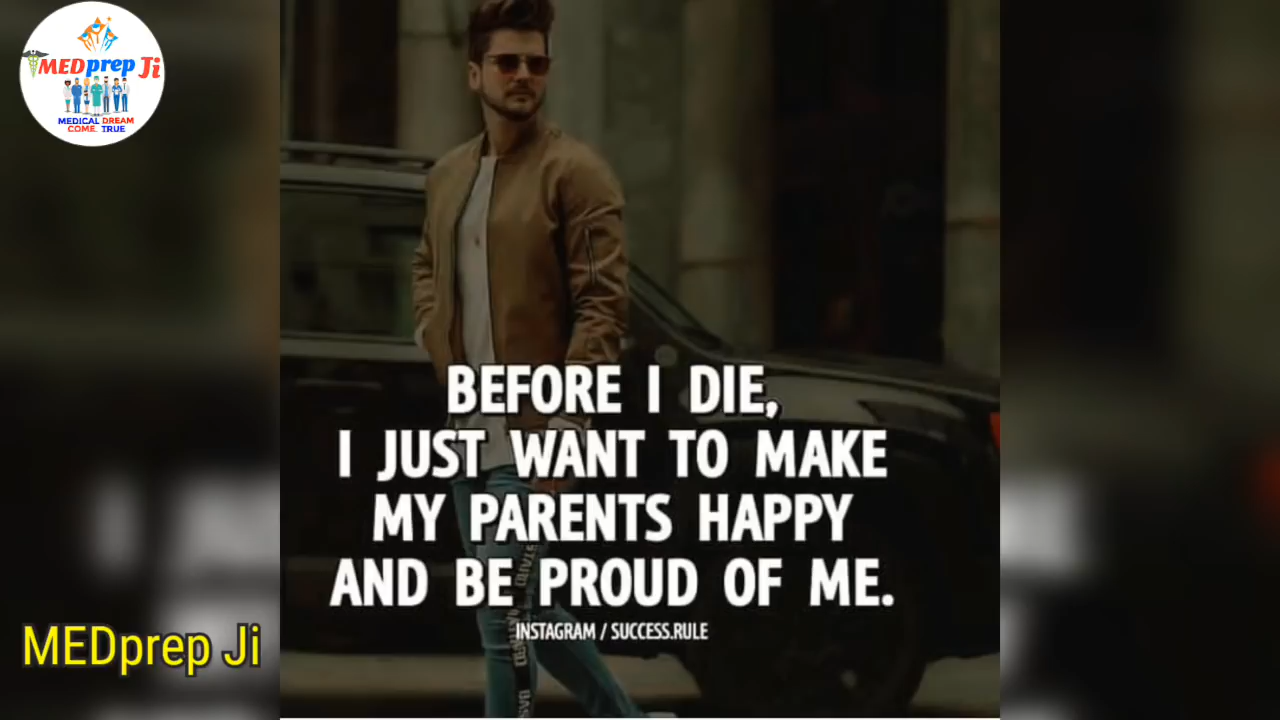 MEDprep Ji
MEDICAL DREAM
COME. TRUE
BEFORE I DIE,
I JUST WANT TO MAKE
MY PARENTS HAPPY
AND BE PROUD OF ME.
INSTAGRAM / SUCCESS.RULE
MEDprep Ji